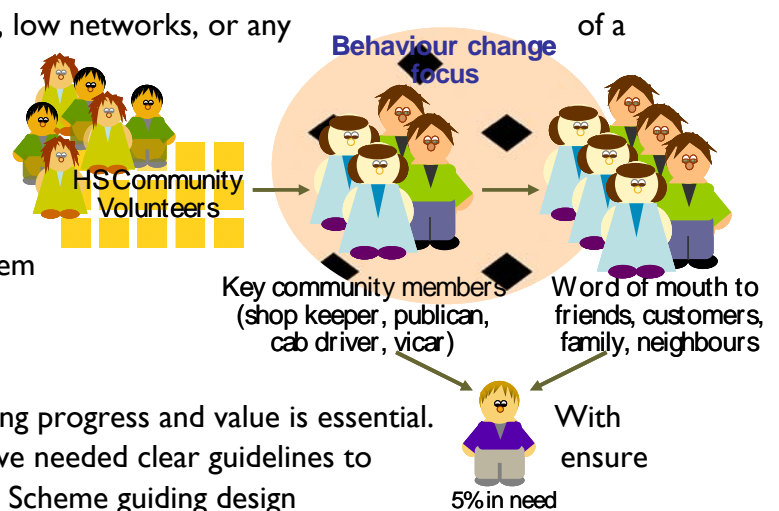 , low networks, or any of a
Behaviour change
focus
HS Community
Volunteers
em
Key community members
(shop keeper, publican,
cab driver, vicar)
Word of mouth to
friends, customers,
family, neighbours
ng progress and value is essential. With
ve needed clear guidelines to ensure
Scheme guiding design
5% in need